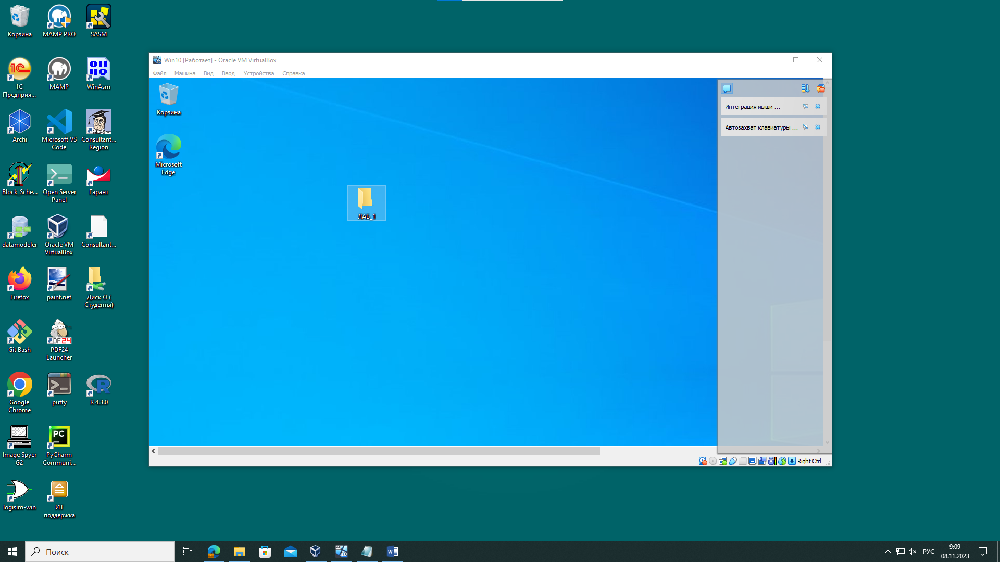 Корзина
MAMP PRO
SASM
1C
Предприя...
MAMP
WinAsm
Archi
Microsoft VS
Code
Consultant...
Region
Block_Sche...
Open Server
Panel
Гарант
datamodeler
Oracle VM
VirtualBox
Consultant...
Firefox
paint.net
Диск O (
Студенты)
Git Bash
PDF24
Launcher
Google
Chrome
putty
R 4.3.0
Image Spyer
G2
PyCharm
Communi...
logisim-win
ИТ
поддержка
Win10 [Работает] - Oracle VM VirtualBox
Файл Машина Вид Ввод Устройства Справка
Корзина
Microsoft
Edge
ЛАБ_1
Интеграция мыши ...
Автозахват клавиатуры ...
Right Ctrl
Поиск
РУС
9:09
08.11.2023